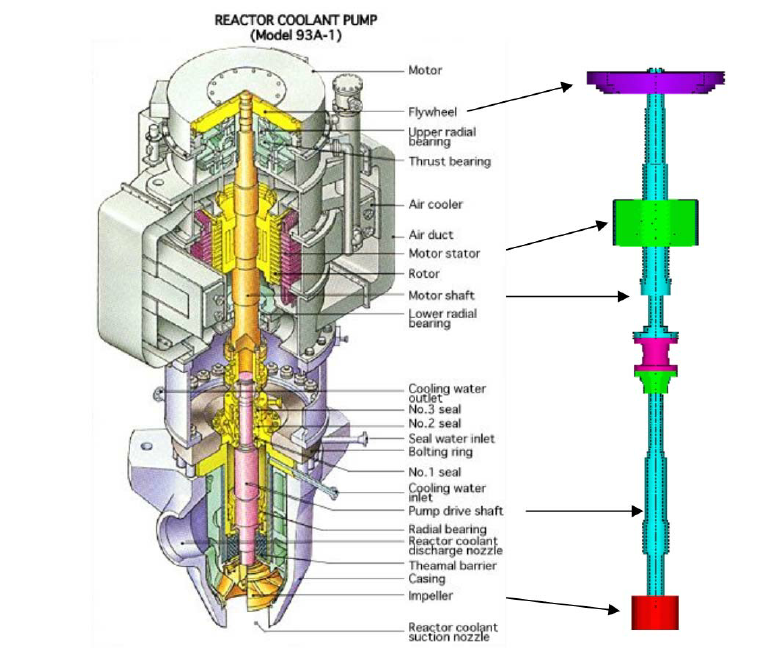 REACTOR COOLANT PUMP
(Model 93A-1)
Motor
Flywheel
Upper radial
bearing
Thrust bearing
Air cooler
Air duct
Motor stator
Rotor
Motor shaft
Lower radial
bearing
Cooling water
outlet
No.3 seal
No.2 seal
Seal water inlet
Bolting ring
No.1 seal
Cooling water
inlet
Pump drive shaft
Radial bearing
Reactor coolant
discharge nozzle
Theamal barrier
Casing
Impeller
Reactor coolant
suction nozzle